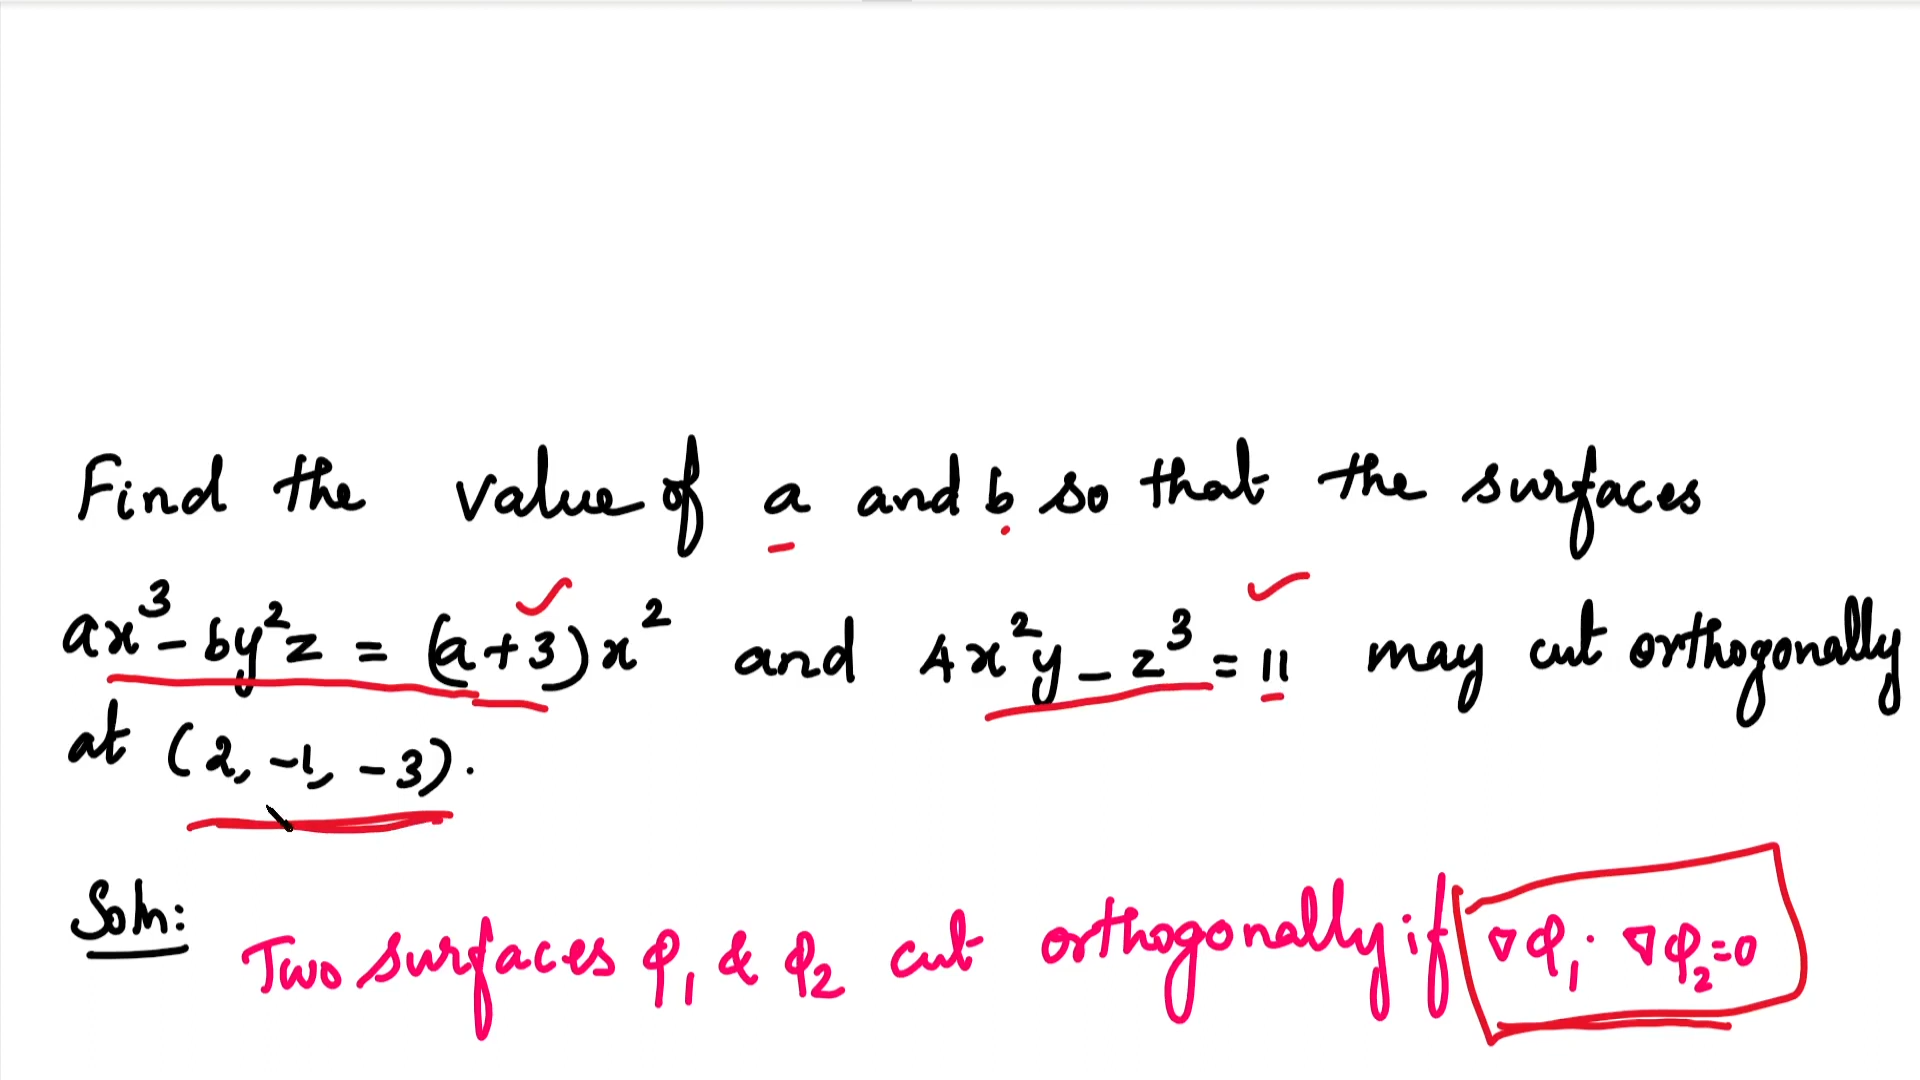 Find the value of a and b so that the surfaces
ax³ - by²z = (a+3)x² and 4x²y - z³ = 11 may cut orthogonally
at (2, -1, -3).
Soln:
Two surfaces φ₁ & φ₂ cut orthogonally if ∇φ₁ · ∇φ₂ = 0